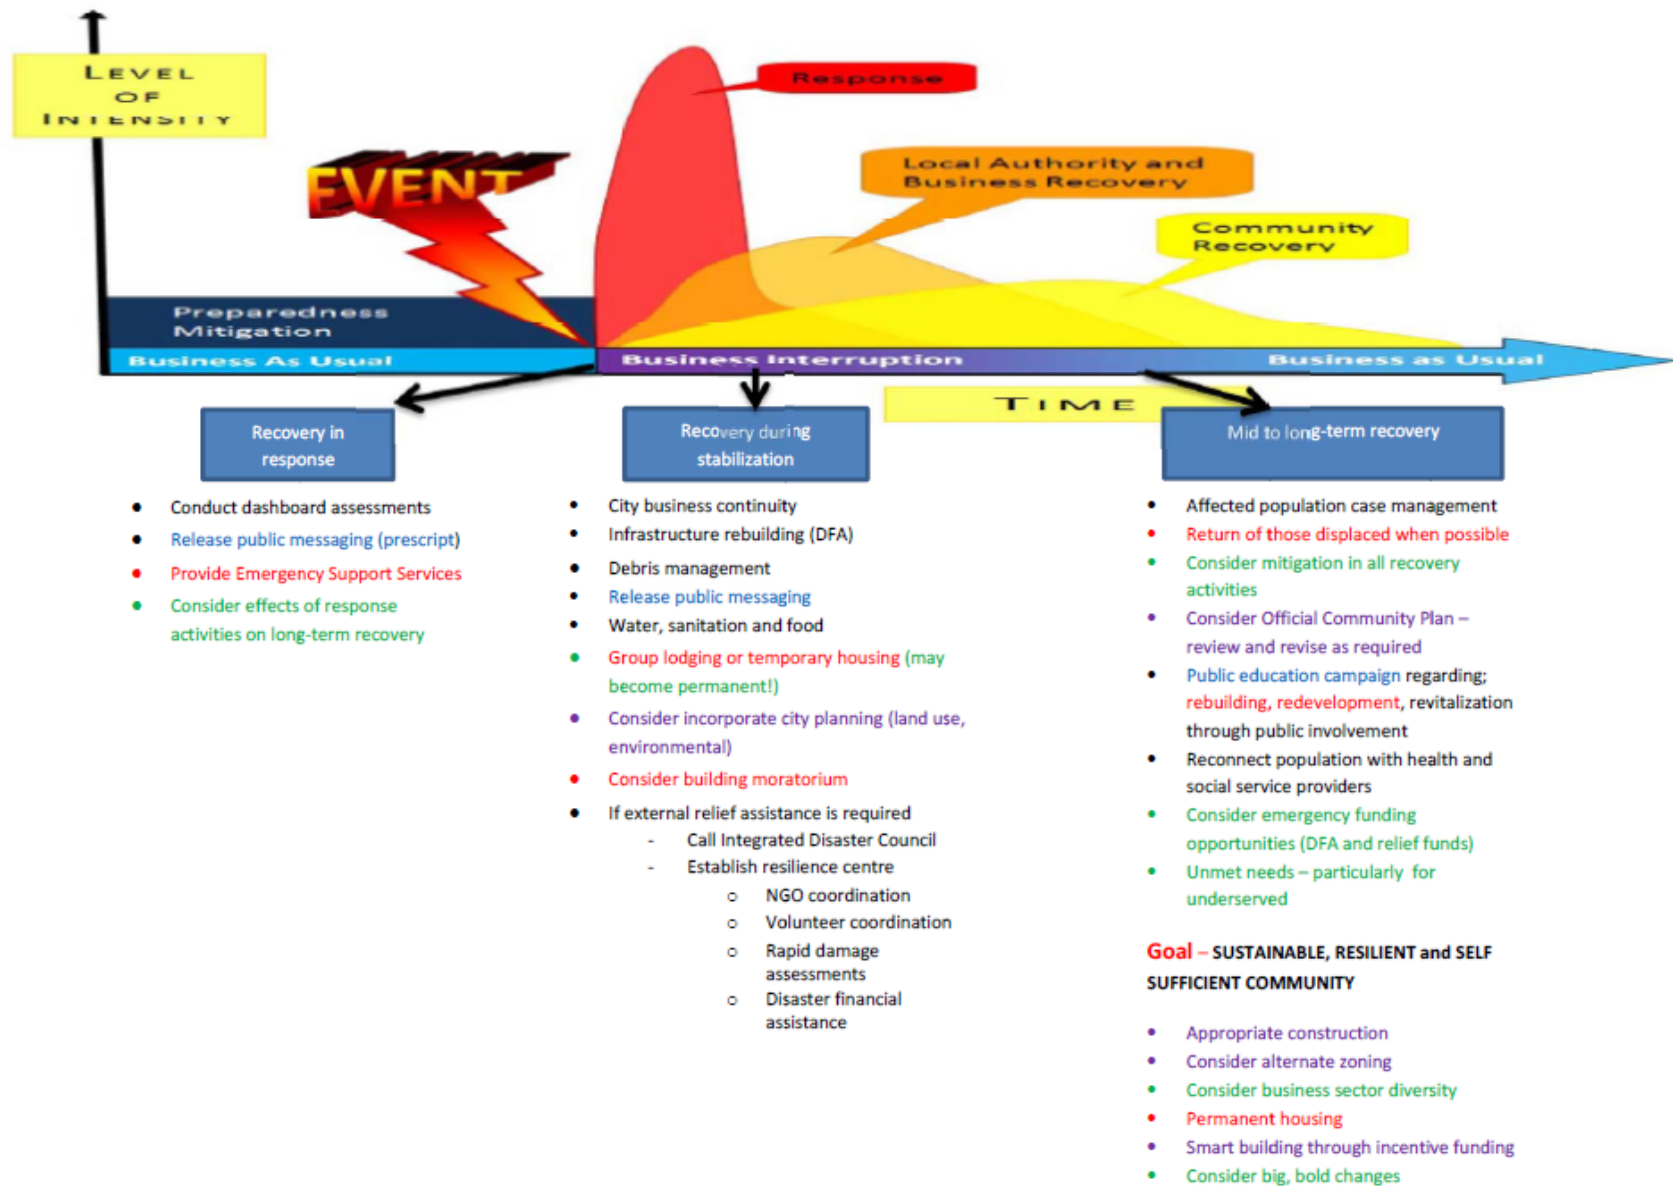 LEVEL
OF
INTENSITY
Response
EVENT
Local Authority and
Business Recovery
Community
Recovery
Preparedness
Mitigation
Business As Usual
Business Interruption
Business as Usual
TIME
Recovery in
response
• Conduct dashboard assessments
• Release public messaging (prescript)
• Provide Emergency Support Services
• Consider effects of response
activities on long-term recovery
Recovery during
stabilization
• City business continuity
• Infrastructure rebuilding (DFA)
• Debris management
• Release public messaging
• Water, sanitation and food
• Group lodging or temporary housing (may
become permanent!)
• Consider incorporate city planning (land use,
environmental)
• Consider building moratorium
• If external relief assistance is required
- Call Integrated Disaster Council
- Establish resilience centre
o NGO coordination
o Volunteer coordination
o Rapid damage
assessments
o Disaster financial
assistance
Mid to long-term recovery
• Affected population case management
• Return of those displaced when possible
• Consider mitigation in all recovery
activities
• Consider Official Community Plan –
review and revise as required
• Public education campaign regarding;
rebuilding, redevelopment, revitalization
through public involvement
• Reconnect population with health and
social service providers
• Consider emergency funding
opportunities (DFA and relief funds)
• Unmet needs – particularly for
underserved
Goal – SUSTAINABLE, RESILIENT and SELF
SUFFICIENT COMMUNITY
• Appropriate construction
• Consider alternate zoning
• Consider business sector diversity
• Permanent housing
• Smart building through incentive funding
• Consider big, bold changes